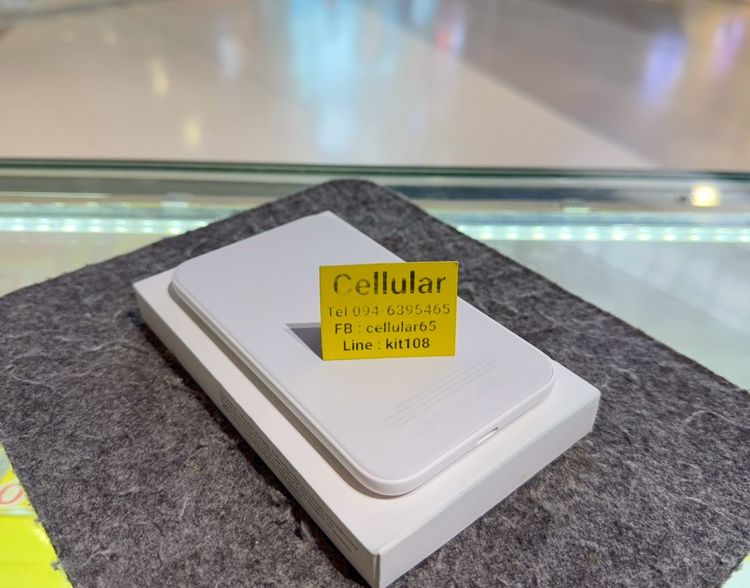 Cellular
Tel 094-6395465
FB : cellular65
Line : kit108